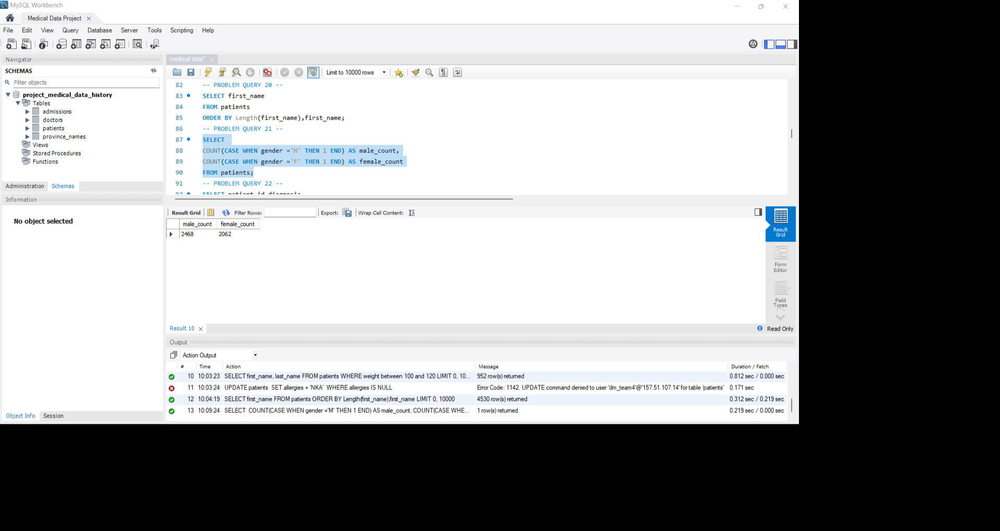 MySQL Workbench
Medical Data Project
File Edit View Query Database Server Tools Scripting Help
Navigator
SCHEMAS
Filter objects
project_medical_data_history
Tables
admissions
doctors
patients
province_names
Views
Stored Procedures
Functions
Administration Schemas
Information
No object selected
Object Info Session
medical data*
Limit to 10000 rows
82 -- PROBLEM QUERY 20 --
83 SELECT first_name
84 FROM patients
85 ORDER BY Length(first_name),first_name;
86 -- PROBLEM QUERY 21 --
87 SELECT
88 COUNT(CASE WHEN gender ='M' THEN 1 END) AS male_count,
89 COUNT(CASE WHEN gender ='F' THEN 1 END) AS female_count
90 FROM patients;
91 -- PROBLEM QUERY 22 --
92 SELECT patient_id,diagnosis
Result Grid Filter Rows: Export: Wrap Cell Content:
male_count female_count
2468 2062
Result Grid
Form Editor
Field Types
Result 10
Read Only
Output
Action Output
# Time Action Message Duration / Fetch
10 10:03:23 SELECT first_name, last_name FROM patients WHERE weight between 100 and 120 LIMIT 0, 10... 952 row(s) returned 0.812 sec / 0.000 sec
11 10:03:24 UPDATE patients SET allergies = 'NKA' WHERE allergies IS NULL Error Code: 1142. UPDATE command denied to user 'dm_team4'@'157.51.107.14' for table 'patients' 0.171 sec
12 10:04:19 SELECT first_name FROM patients ORDER BY Length(first_name),first_name LIMIT 0, 10000 4530 row(s) returned 0.312 sec / 0.219 sec
13 10:09:24 SELECT COUNT(CASE WHEN gender ='M' THEN 1 END) AS male_count, COUNT(CASE WHE... 1 row(s) returned 0.219 sec / 0.000 sec